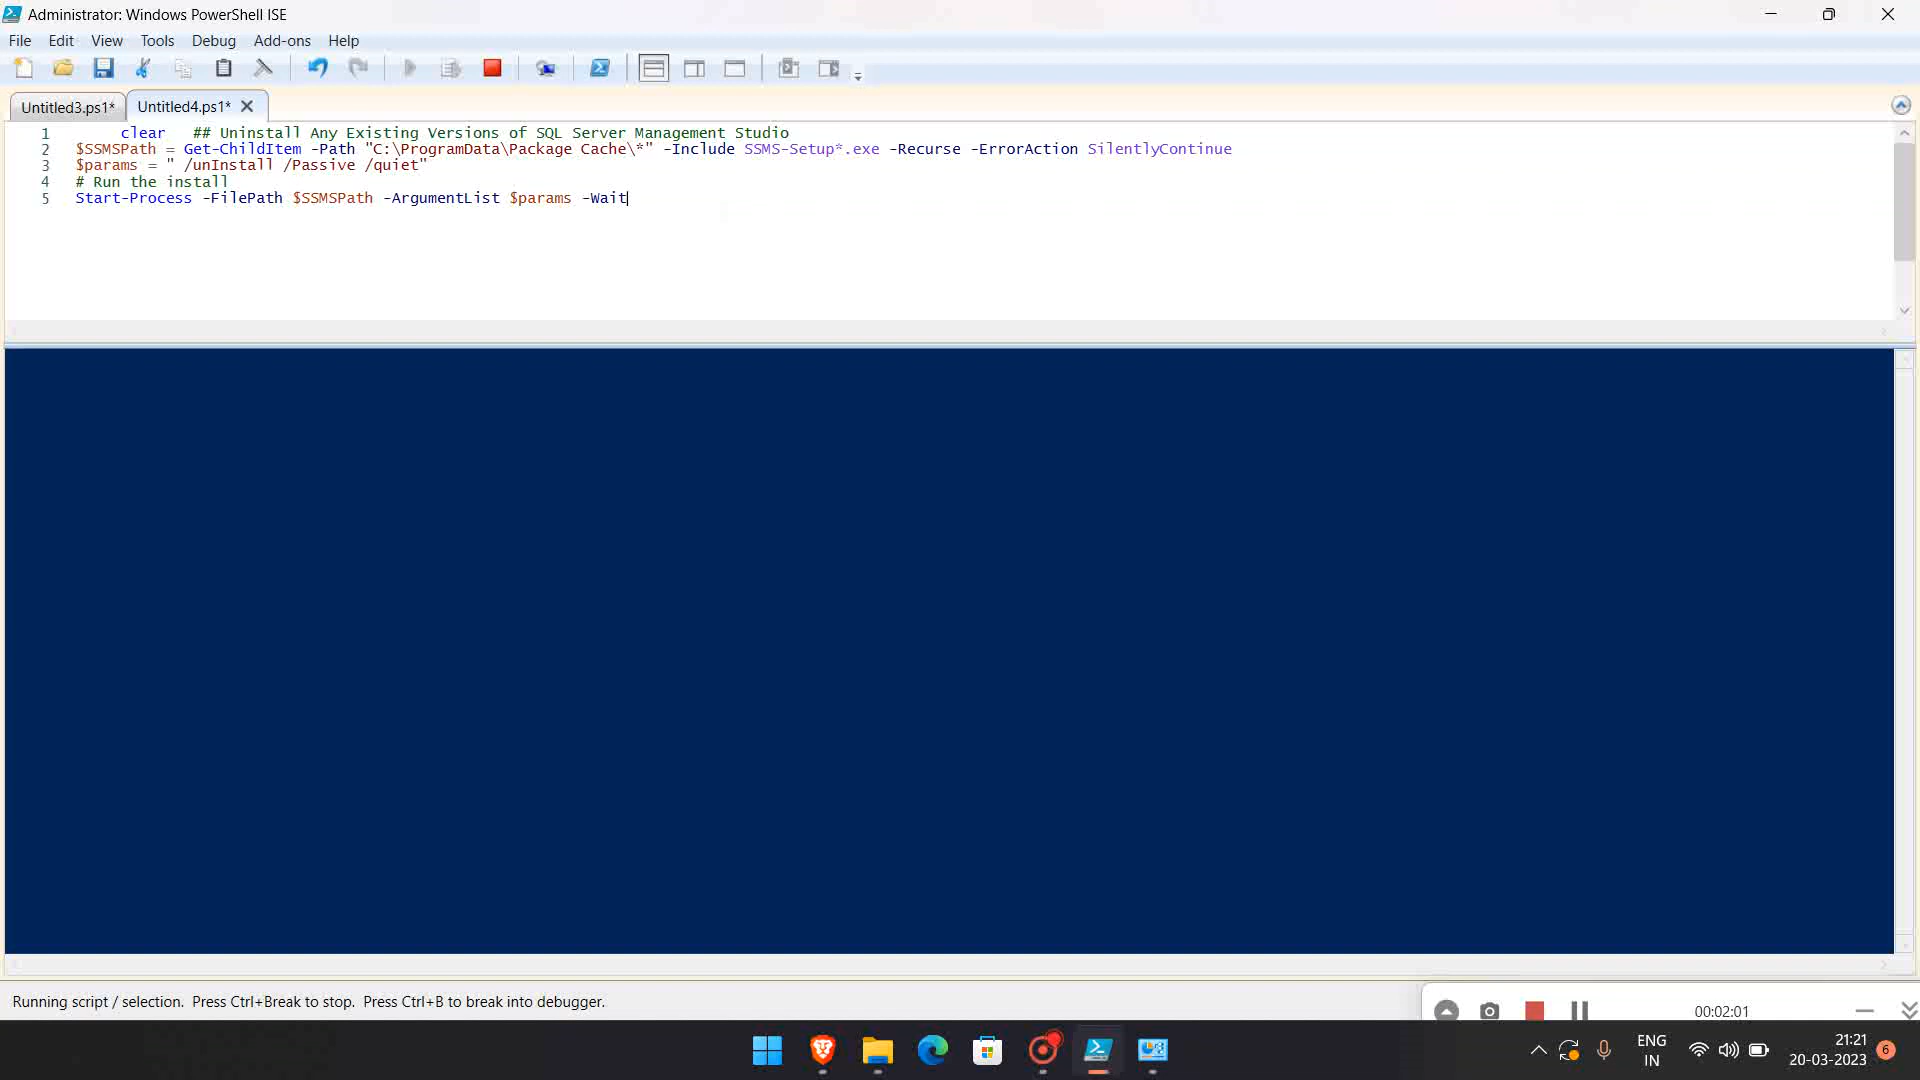 Administrator: Windows PowerShell ISE
File Edit View Tools Debug Add-ons Help
Untitled3.ps1* Untitled4.ps1*
1 clear ## Uninstall Any Existing Versions of SQL Server Management Studio
2 $SSMSPath = Get-ChildItem -Path "C:\ProgramData\Package Cache\*" -Include SSMS-Setup*.exe -Recurse -ErrorAction SilentlyContinue
3 $params = " /unInstall /Passive /quiet"
4 # Run the install
5 Start-Process -FilePath $SSMSPath -ArgumentList $params -Wait
Running script / selection. Press Ctrl+Break to stop. Press Ctrl+B to break into debugger.
00:02:01
ENG
IN
21:21
20-03-2023
6